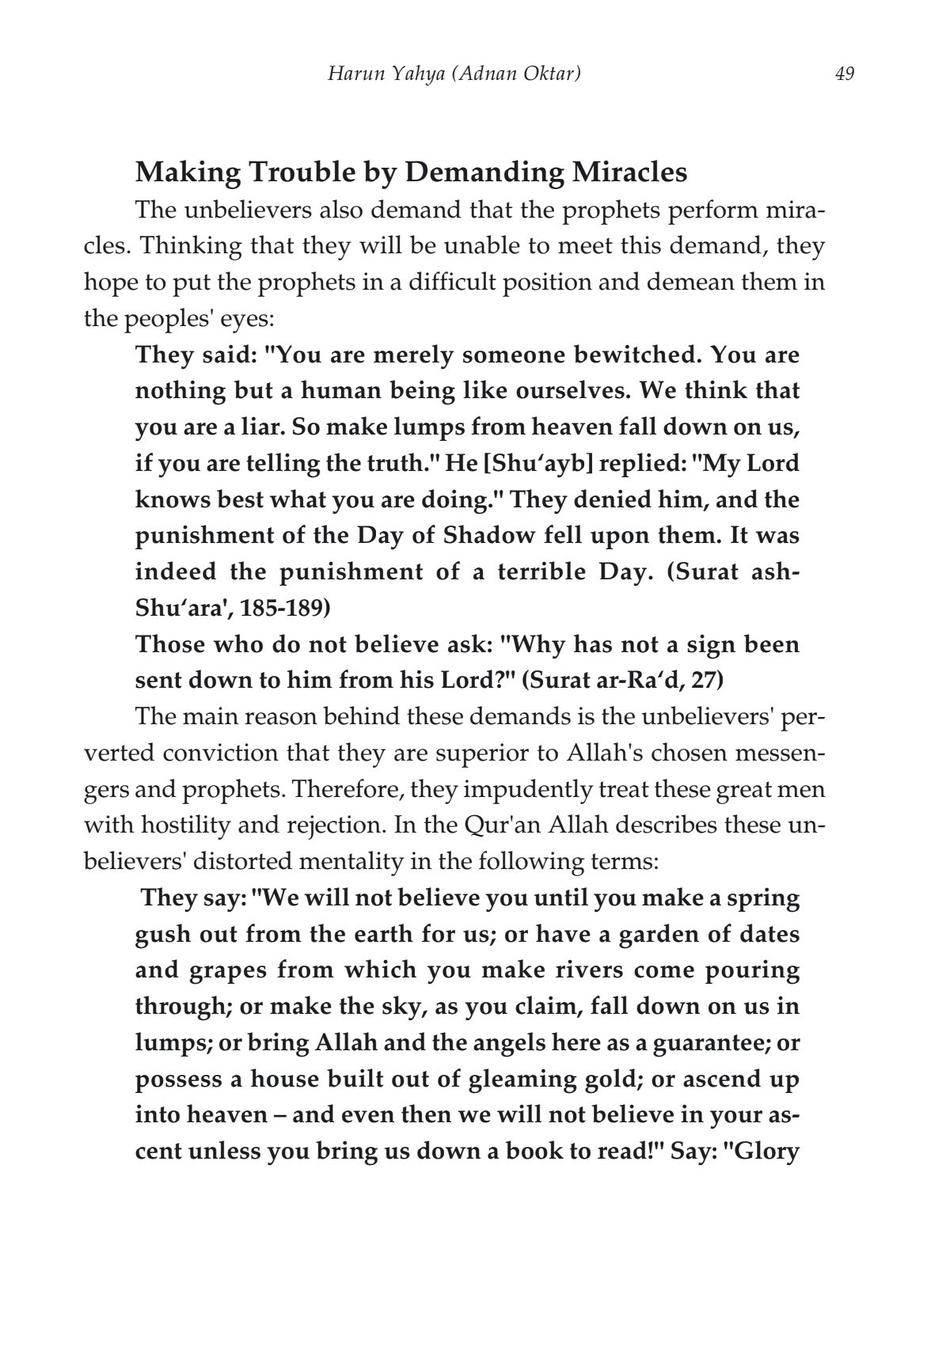 Harun Yahya (Adnan Oktar)
49
Making Trouble by Demanding Miracles
The unbelievers also demand that the prophets perform mira-
cles. Thinking that they will be unable to meet this demand, they
hope to put the prophets in a difficult position and demean them in
the peoples' eyes:
They said: "You are merely someone bewitched. You are
nothing but a human being like ourselves. We think that
you are a liar. So make lumps from heaven fall down on us,
if you are telling the truth." He [Shu‘ayb] replied: "My Lord
knows best what you are doing." They denied him, and the
punishment of the Day of Shadow fell upon them. It was
indeed the punishment of a terrible Day. (Surat ash-
Shu‘ara', 185-189)
Those who do not believe ask: "Why has not a sign been
sent down to him from his Lord?" (Surat ar-Ra‘d, 27)
The main reason behind these demands is the unbelievers' per-
verted conviction that they are superior to Allah's chosen messen-
gers and prophets. Therefore, they impudently treat these great men
with hostility and rejection. In the Qur'an Allah describes these un-
believers' distorted mentality in the following terms:
They say: "We will not believe you until you make a spring
gush out from the earth for us; or have a garden of dates
and grapes from which you make rivers come pouring
through; or make the sky, as you claim, fall down on us in
lumps; or bring Allah and the angels here as a guarantee; or
possess a house built out of gleaming gold; or ascend up
into heaven – and even then we will not believe in your as-
cent unless you bring us down a book to read!" Say: "Glory